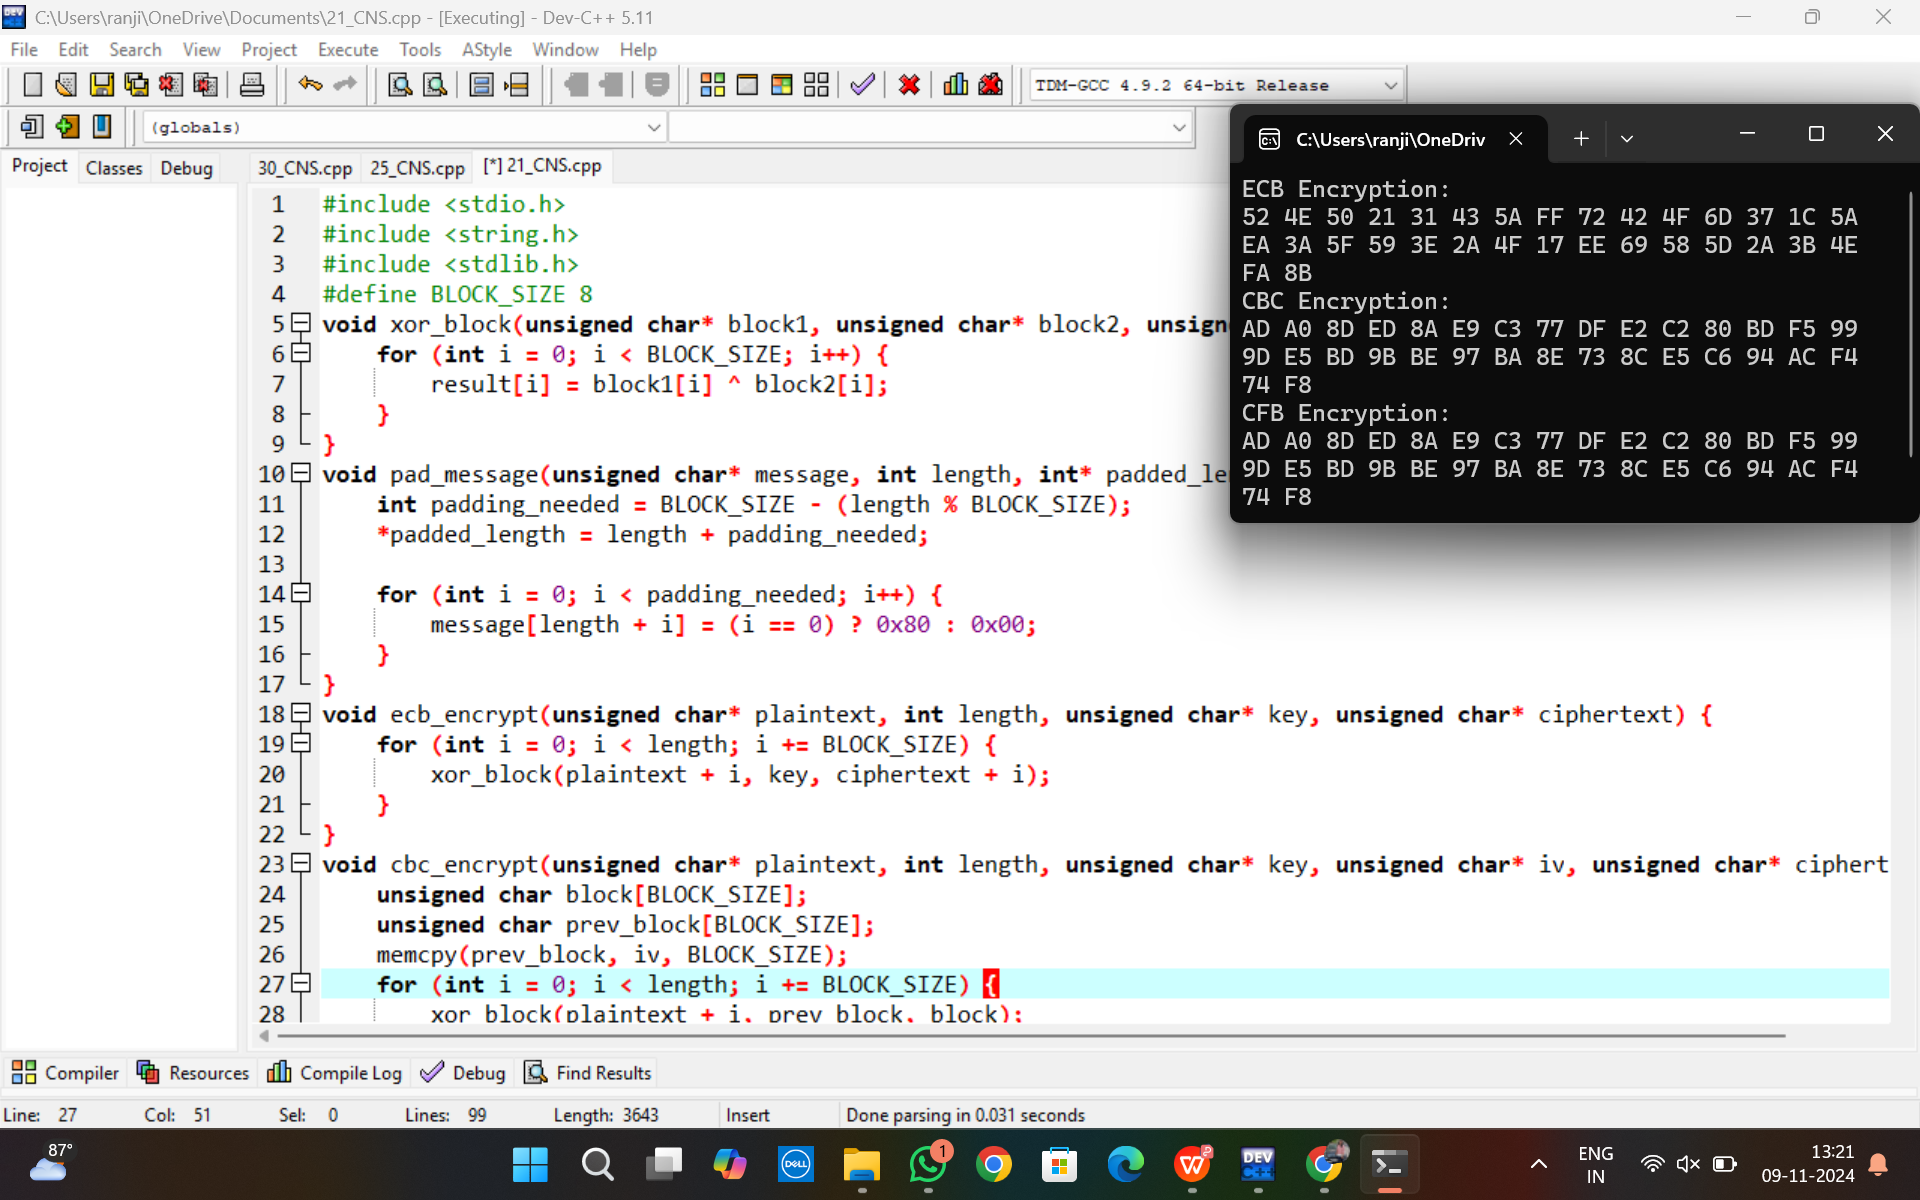 C:\Users\ranji\OneDrive\Documents\21_CNS.cpp - [Executing] - Dev-C++ 5.11
File Edit Search View Project Execute Tools AStyle Window Help
TDM-GCC 4.9.2 64-bit Release
(globals)
Project Classes Debug
30_CNS.cpp 25_CNS.cpp [*] 21_CNS.cpp
1 #include <stdio.h>
2 #include <string.h>
3 #include <stdlib.h>
4 #define BLOCK_SIZE 8
5 void xor_block(unsigned char* block1, unsigned char* block2, unsign
6 for (int i = 0; i < BLOCK_SIZE; i++) {
7 result[i] = block1[i] ^ block2[i];
8 }
9 }
10 void pad_message(unsigned char* message, int length, int* padded_le
11 int padding_needed = BLOCK_SIZE - (length % BLOCK_SIZE);
12 *padded_length = length + padding_needed;
13
14 for (int i = 0; i < padding_needed; i++) {
15 message[length + i] = (i == 0) ? 0x80 : 0x00;
16 }
17 }
18 void ecb_encrypt(unsigned char* plaintext, int length, unsigned char* key, unsigned char* ciphertext) {
19 for (int i = 0; i < length; i += BLOCK_SIZE) {
20 xor_block(plaintext + i, key, ciphertext + i);
21 }
22 }
23 void cbc_encrypt(unsigned char* plaintext, int length, unsigned char* key, unsigned char* iv, unsigned char* ciphert
24 unsigned char block[BLOCK_SIZE];
25 unsigned char prev_block[BLOCK_SIZE];
26 memcpy(prev_block, iv, BLOCK_SIZE);
27 for (int i = 0; i < length; i += BLOCK_SIZE) {
28 xor_block(plaintext + i, prev_block, block);
C:\Users\ranji\OneDriv
ECB Encryption:
52 4E 50 21 31 43 5A FF 72 42 4F 6D 37 1C 5A
EA 3A 5F 59 3E 2A 4F 17 EE 69 58 5D 2A 3B 4E
FA 8B
CBC Encryption:
AD A0 8D ED 8A E9 C3 77 DF E2 C2 80 BD F5 99
9D E5 BD 9B BE 97 BA 8E 73 8C E5 C6 94 AC F4
74 F8
CFB Encryption:
AD A0 8D ED 8A E9 C3 77 DF E2 C2 80 BD F5 99
9D E5 BD 9B BE 97 BA 8E 73 8C E5 C6 94 AC F4
74 F8
Compiler Resources Compile Log Debug Find Results
Line: 27 Col: 51 Sel: 0 Lines: 99 Length: 3643 Insert Done parsing in 0.031 seconds
87°
DELL
1
DEV C++
ENG
IN
13:21
09-11-2024